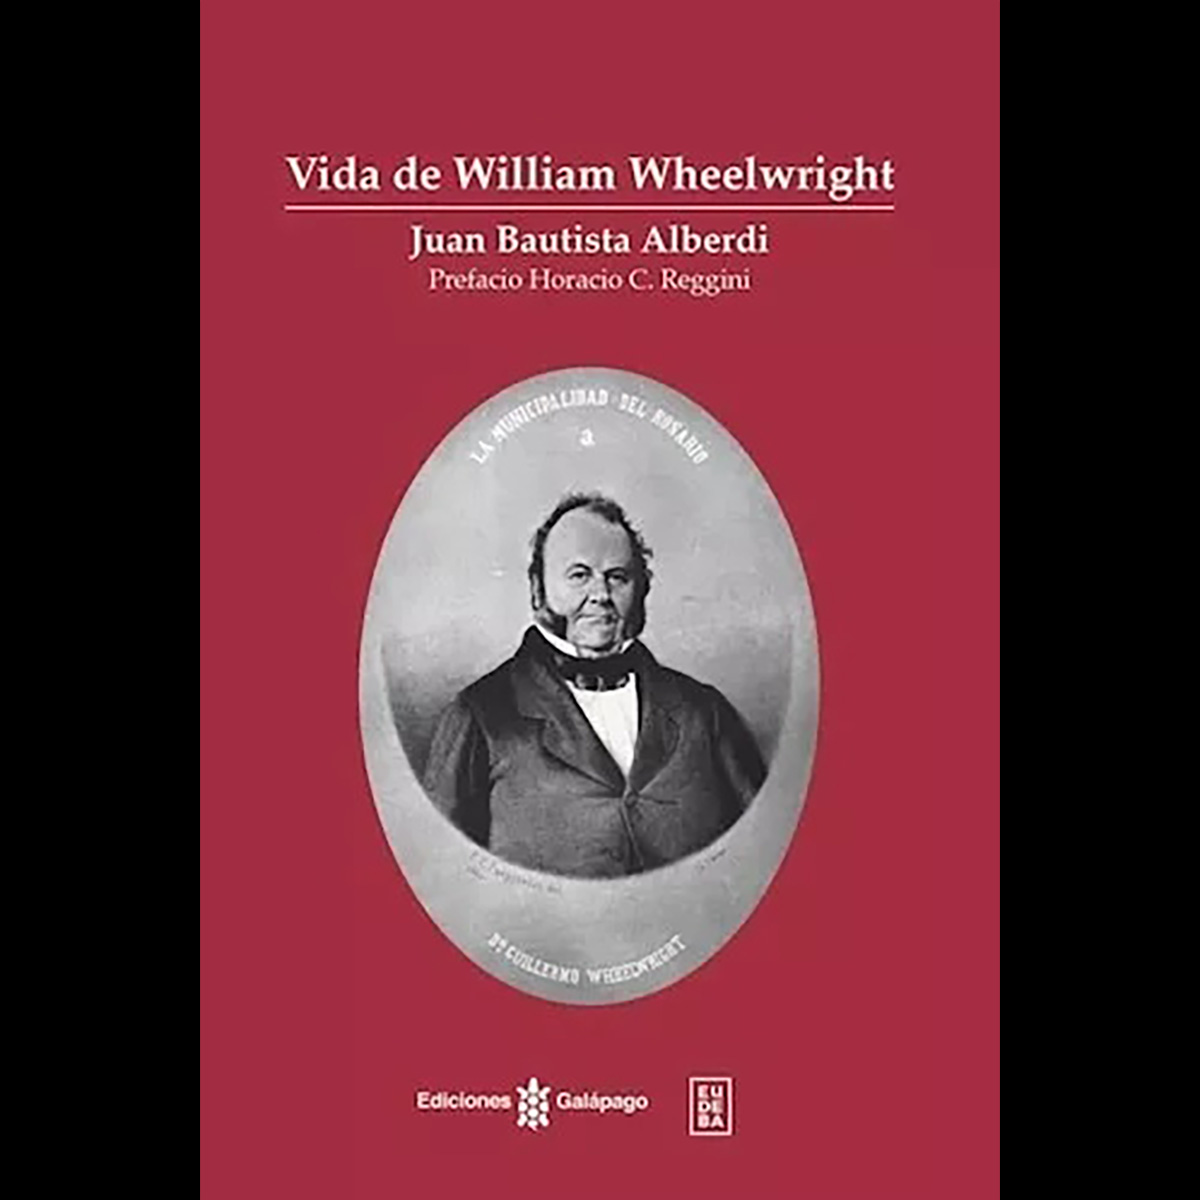 Vida de William Wheelwright
Juan Bautista Alberdi
Prefacio Horacio C. Reggini
LA MUNICIPALIDAD DEL ROSARIO
a
Dn GUILLERMO WHEELWRIGHT
Ediciones Galápago
EU
DE
BA